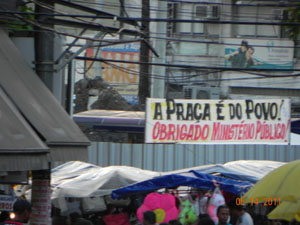 A PRAÇA É DO POVO!
OBRIGADO MINISTÉRIO PÚBLICO!